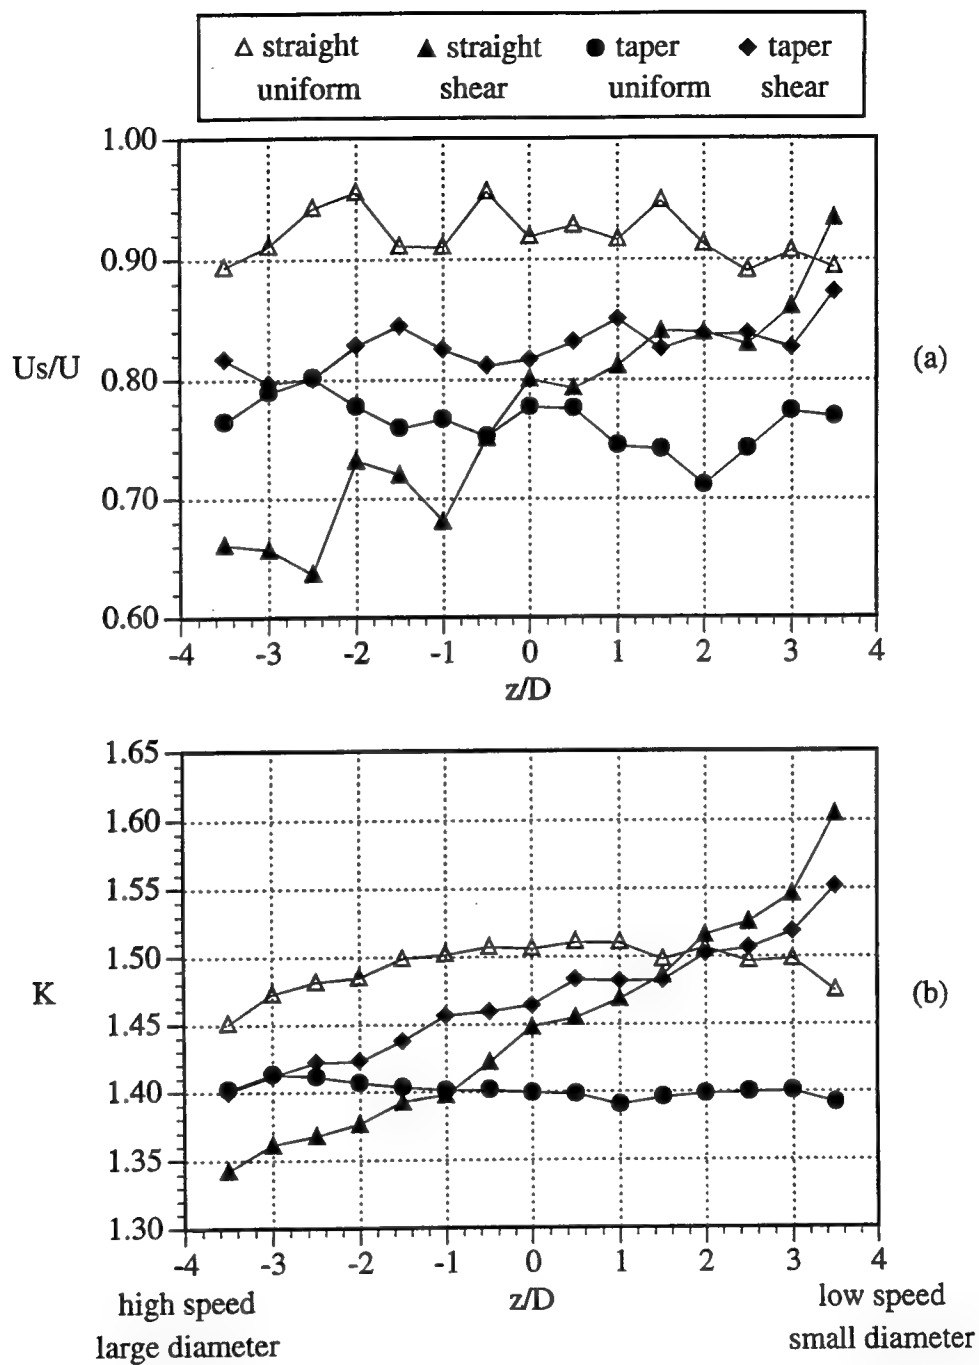 straight straight taper taper
uniform shear uniform shear
1.00
0.90
0.80
0.70
0.60
Us/U
(a)
-4 -3 -2 -1 0 1 2 3 4
z/D
1.65
1.60
1.55
1.50
1.45
1.40
1.35
1.30
K
(b)
-4 -3 -2 -1 0 1 2 3 4
z/D
high speed
large diameter
low speed
small diameter